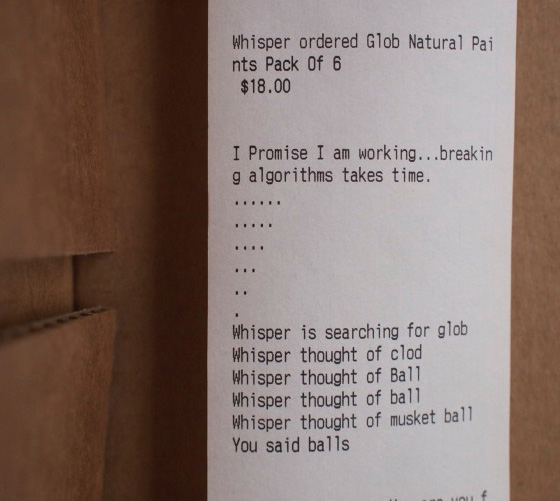 Whisper ordered Glob Natural Pai
nts Pack Of 6
$18.00
I Promise I am working...breakin
g algorithms takes time.
......
.....
....
...
..
.
Whisper is searching for glob
Whisper thought of clod
Whisper thought of Ball
Whisper thought of ball
Whisper thought of musket ball
You said balls
you f